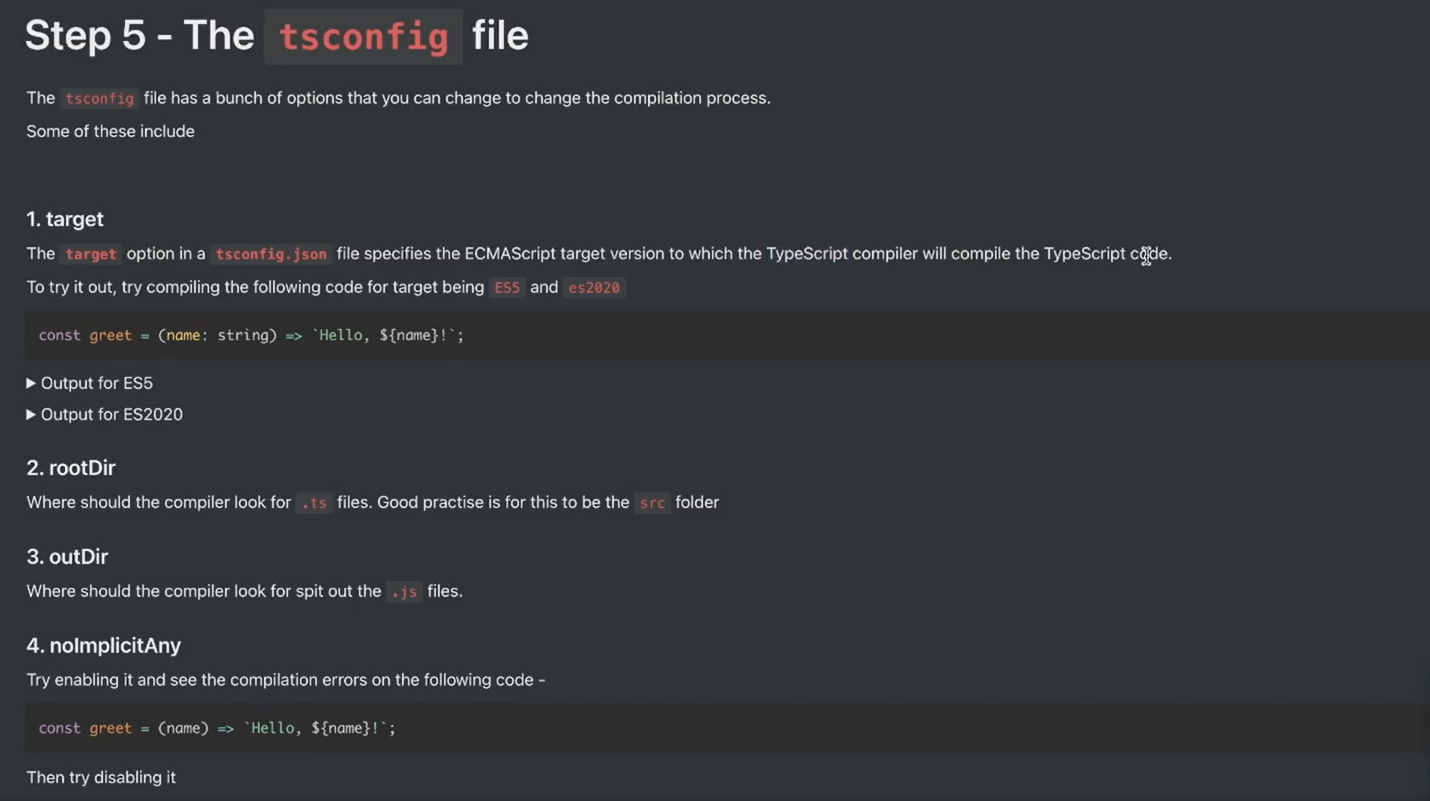 Step 5 - The tsconfig file
The tsconfig file has a bunch of options that you can change to change the compilation process.
Some of these include
1. target
The target option in a tsconfig.json file specifies the ECMAScript target version to which the TypeScript compiler will compile the TypeScript code.
To try it out, try compiling the following code for target being ES5 and es2020
const greet = (name: string) => `Hello, ${name}!`;
▶ Output for ES5
▶ Output for ES2020
2. rootDir
Where should the compiler look for .ts files. Good practise is for this to be the src folder
3. outDir
Where should the compiler look for spit out the .js files.
4. noImplicitAny
Try enabling it and see the compilation errors on the following code -
const greet = (name) => `Hello, ${name}!`;
Then try disabling it